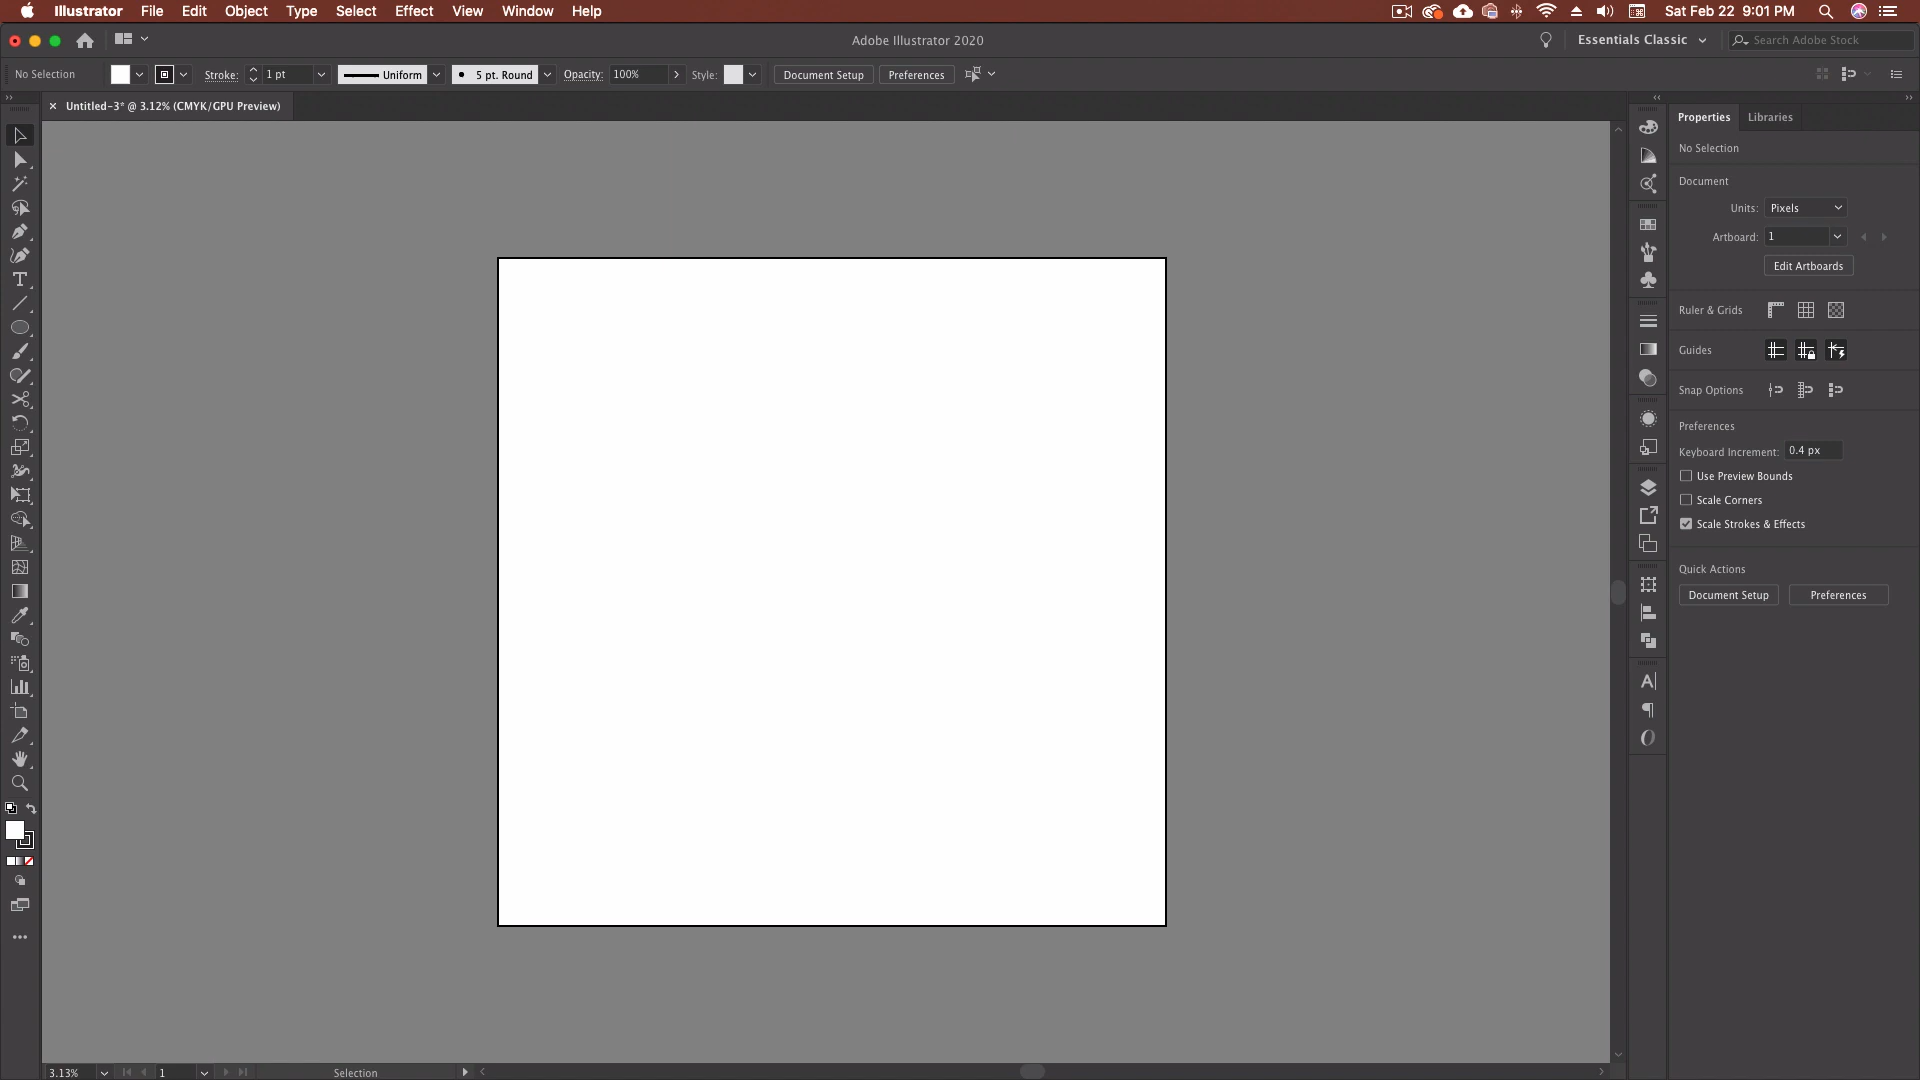 Illustrator File Edit Object Type Select Effect View Window Help Sat Feb 22 9:01 PM
Adobe Illustrator 2020 Essentials Classic Search Adobe Stock
No Selection Stroke: 1 pt Uniform 5 pt. Round Opacity: 100% Style: Document Setup Preferences
Untitled-3* @ 3.12% (CMYK/GPU Preview)
Properties Libraries
No Selection
Document
Units: Pixels
Artboard: 1
Edit Artboards
Ruler & Grids
Guides
Snap Options
Preferences
Keyboard Increment: 0.4 px
Use Preview Bounds
Scale Corners
Scale Strokes & Effects
Quick Actions
Document Setup Preferences
3.13% 1 Selection